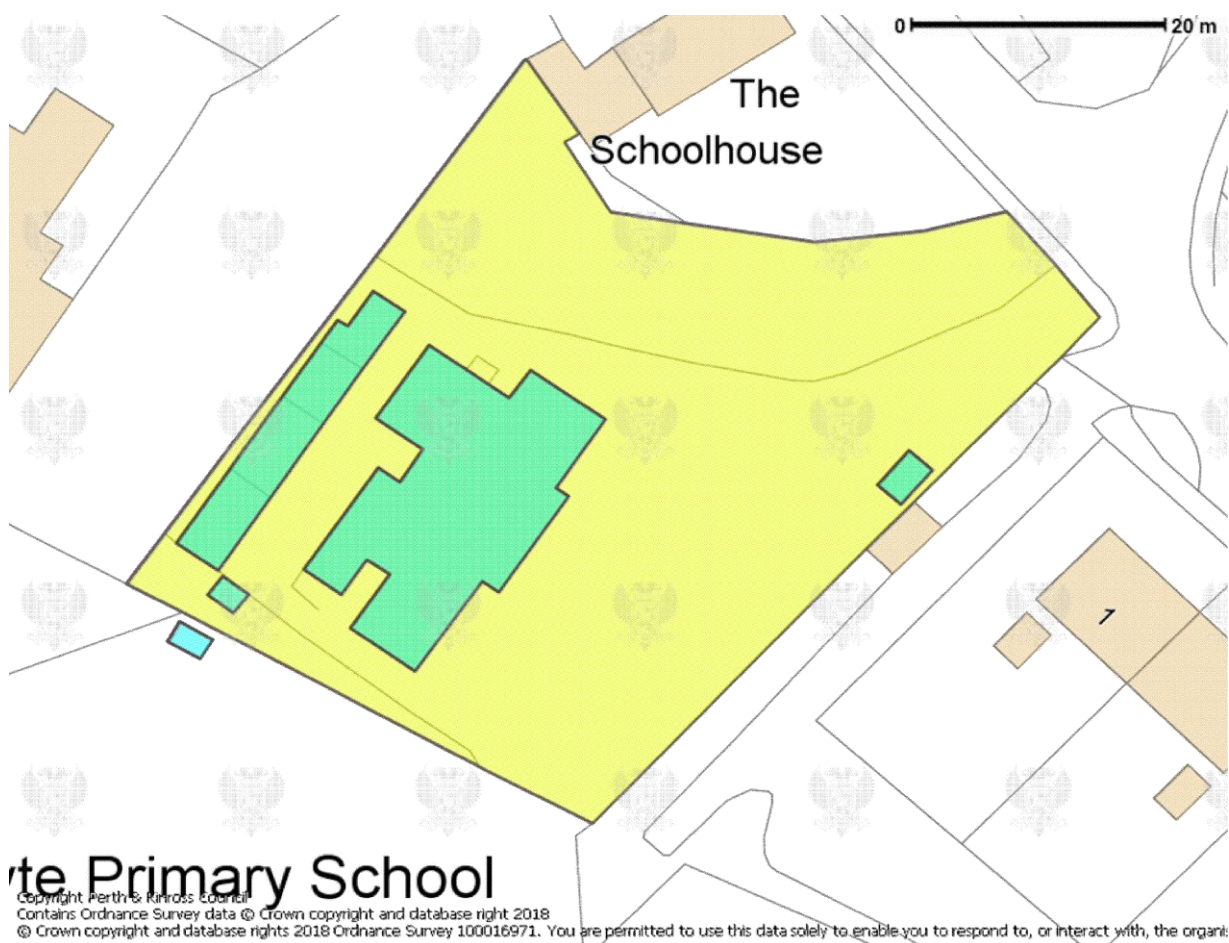 0 20 m
The
Schoolhouse
1
yte Primary School
Copyright Perth & Kinross Council
Contains Ordnance Survey data © Crown copyright and database right 2018
© Crown copyright and database rights 2018 Ordnance Survey 100016971. You are permitted to use this data solely to enable you to respond to, or interact with, the organi